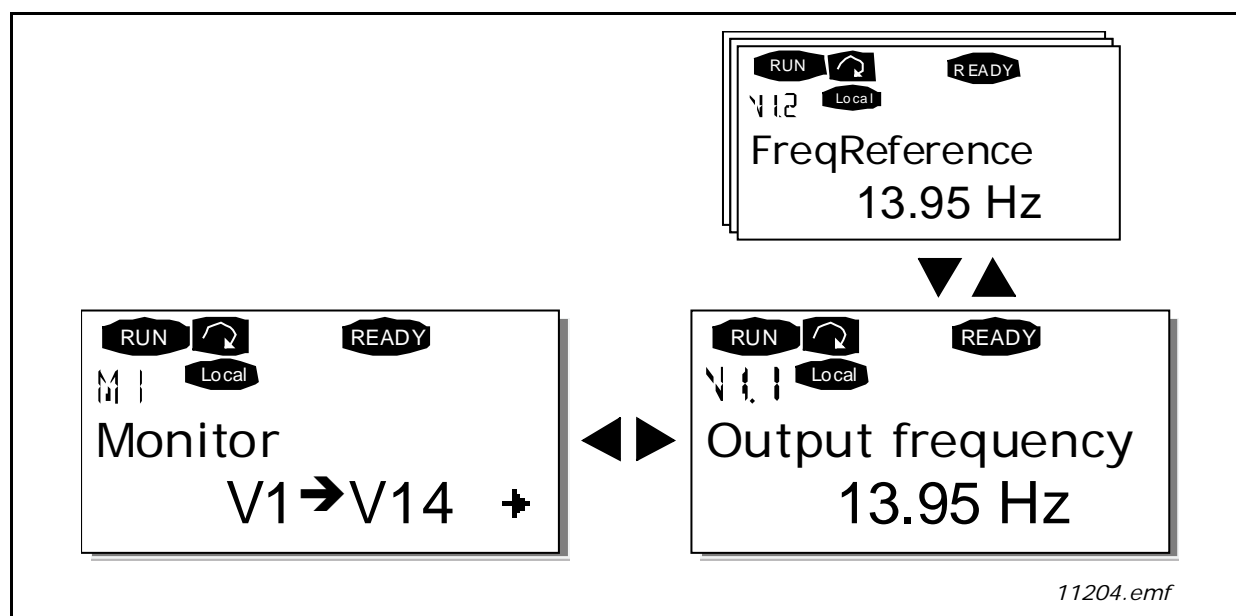 RUN READY
V1.2 Local
FreqReference
13.95 Hz
RUN READY
M1 Local
Monitor
V1➔V14
RUN READY
V1.1 Local
Output frequency
13.95 Hz
11204.emf